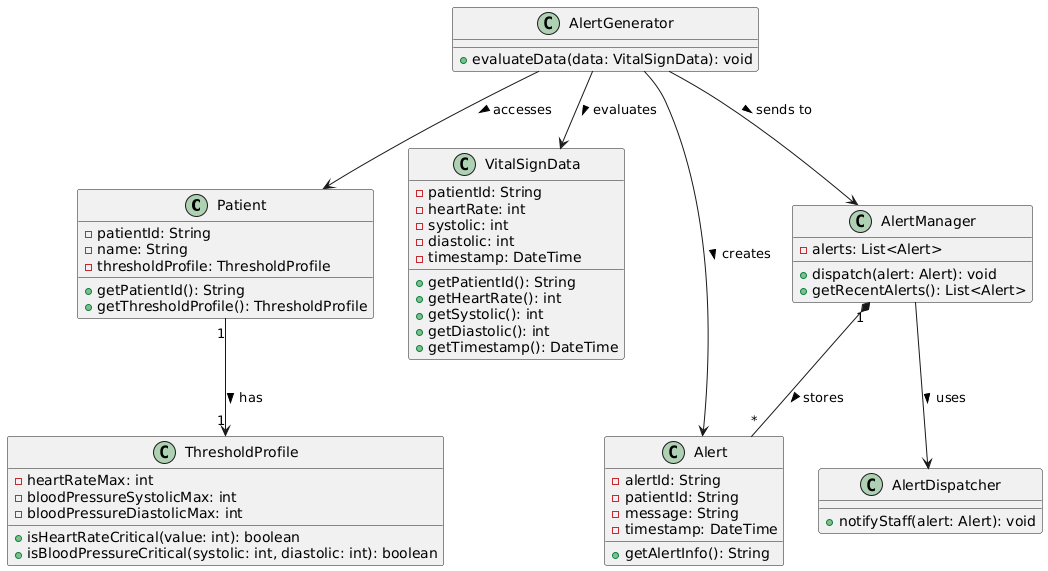 C AlertGenerator
evaluateData(data: VitalSignData): void
accesses
evaluates
creates
sends to
C Patient
patientId: String
name: String
thresholdProfile: ThresholdProfile
getPatientId(): String
getThresholdProfile(): ThresholdProfile
C VitalSignData
patientId: String
heartRate: int
systolic: int
diastolic: int
timestamp: DateTime
getPatientId(): String
getHeartRate(): int
getSystolic(): int
getDiastolic(): int
getTimestamp(): DateTime
C AlertManager
alerts: List<Alert>
dispatch(alert: Alert): void
getRecentAlerts(): List<Alert>
1
has
1
1
stores
*
uses
C ThresholdProfile
heartRateMax: int
bloodPressureSystolicMax: int
bloodPressureDiastolicMax: int
isHeartRateCritical(value: int): boolean
isBloodPressureCritical(systolic: int, diastolic: int): boolean
C Alert
alertId: String
patientId: String
message: String
timestamp: DateTime
getAlertInfo(): String
C AlertDispatcher
notifyStaff(alert: Alert): void